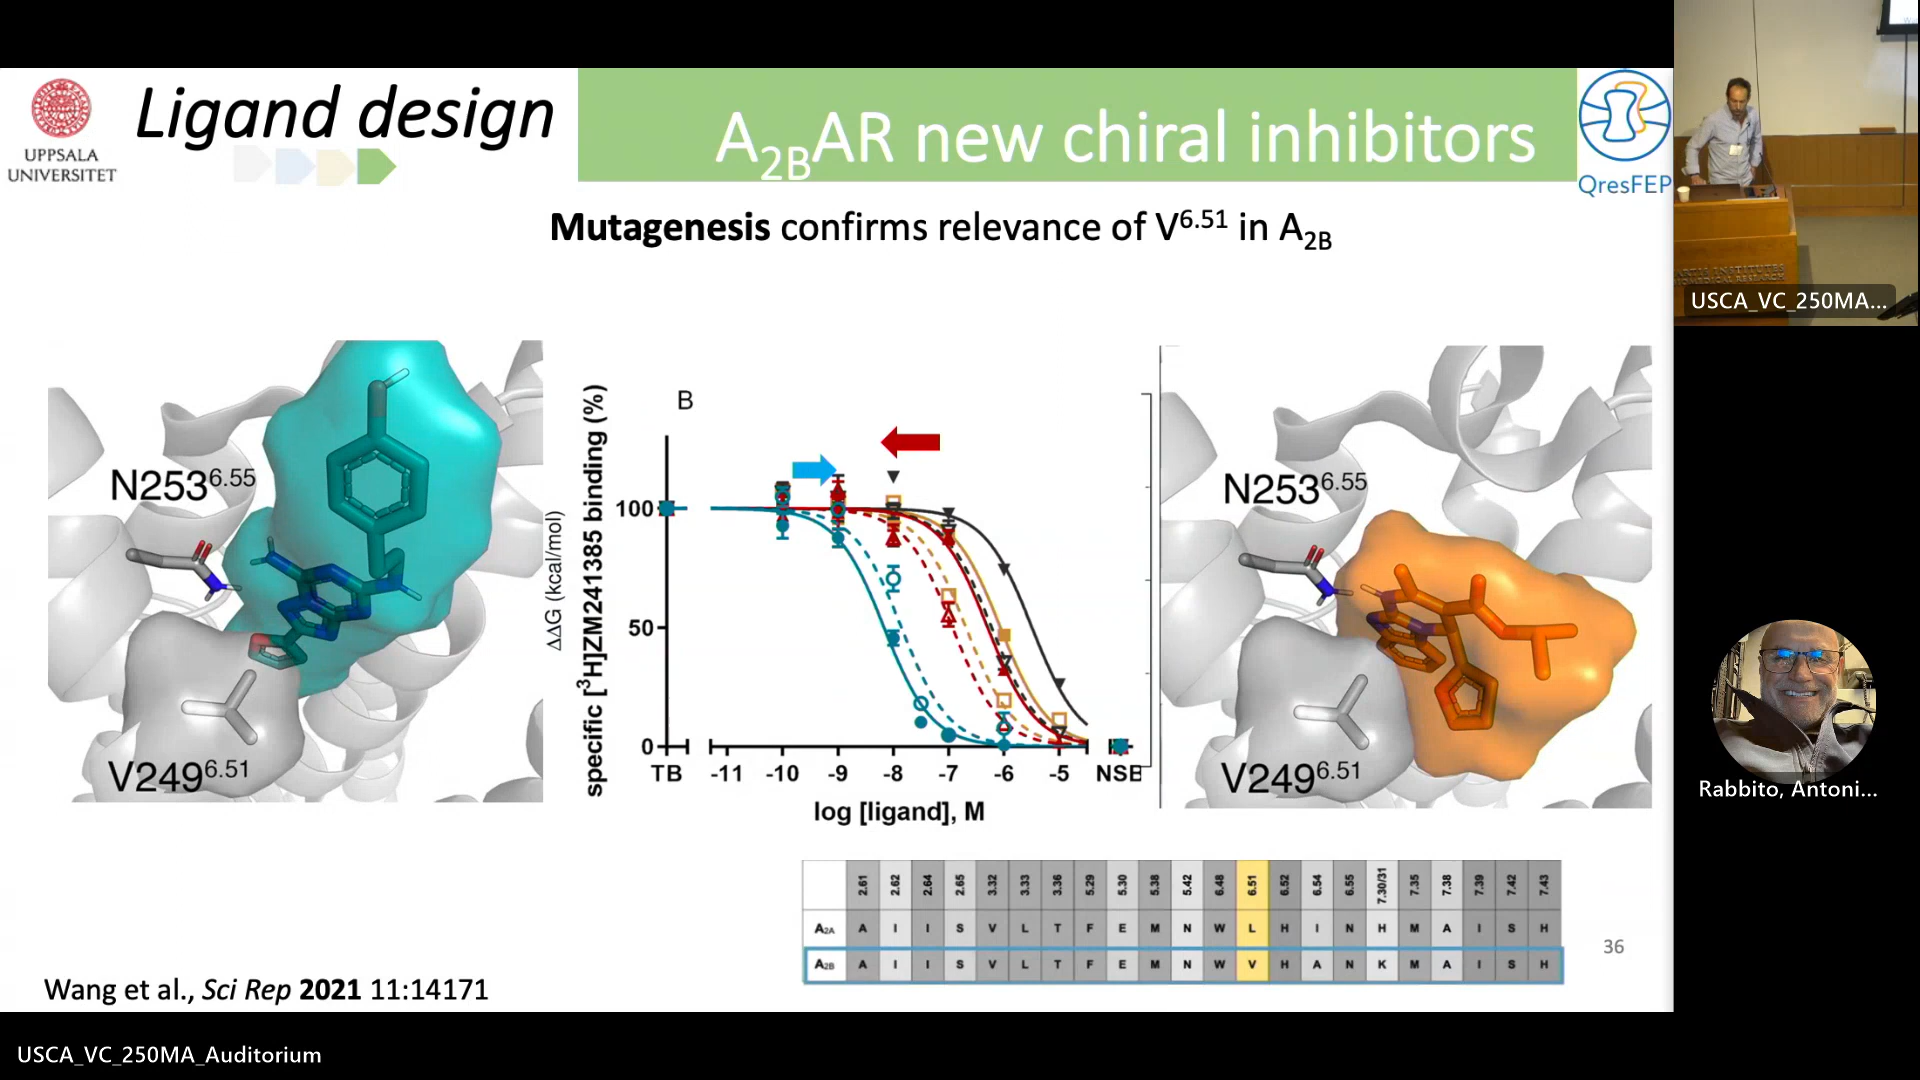 UPPSALA
UNIVERSITET
Ligand design
A2BAR new chiral inhibitors
QresFEP
Mutagenesis confirms relevance of V6.51 in A2B
N2536.55
V2496.51
ΔΔG (kcal/mol)
specific [3H]ZM241385 binding (%)
B
100
50
0
TB -11 -10 -9 -8 -7 -6 -5 NSB
log [ligand], M
N2536.55
V2496.51
2.61 2.62 2.64 2.65 3.32 3.33 3.36 5.29 5.30 5.38 5.42 6.48 6.51 6.52 6.54 6.55 7.30/31 7.35 7.38 7.39 7.42 7.43
A2A A I I S V L T F E M N W L H I N H M A I S H
A2B A I I S V L T F E M N W V H A N K M A I S H
36
Wang et al., Sci Rep 2021 11:14171
USCA_VC_250MA_Auditorium
USCA_VC_250MA...
Rabbito, Antoni...